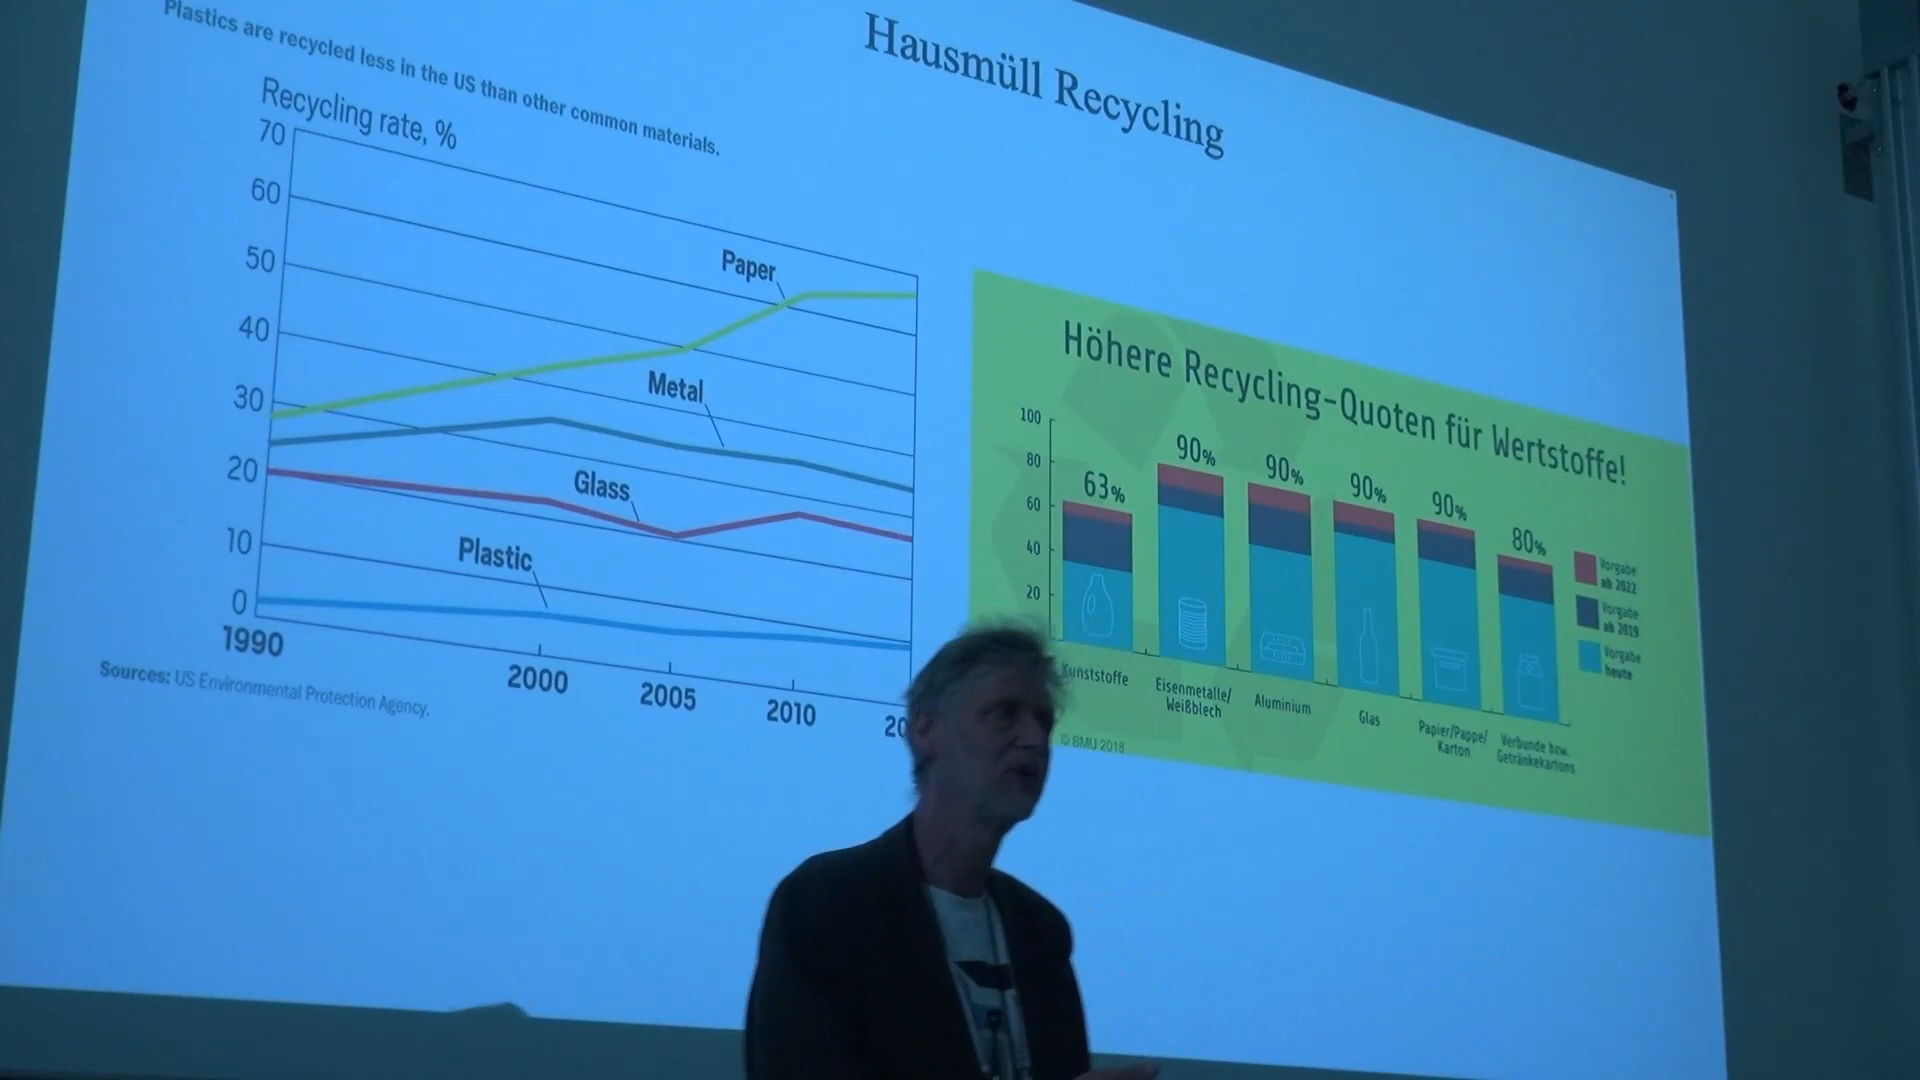 Hausmüll Recycling
Plastics are recycled less in the US than other common materials.
Recycling rate, %
70
60
50
40
30
20
10
0
Paper
Metal
Glass
Plastic
1990
2000
2005
2010
20
Sources: US Environmental Protection Agency.
Höhere Recycling-Quoten für Wertstoffe!
100
80
60
40
20
63%
90%
90%
90%
90%
80%
Vorgabe
ab 2022
Vorgabe
ab 2019
Vorgabe
heute
Kunststoffe
Eisenmetalle/
Weißblech
Aluminium
Glas
Papier/Pappe/
Karton
Verbunde bzw.
Getränkekartons
© BMU 2018